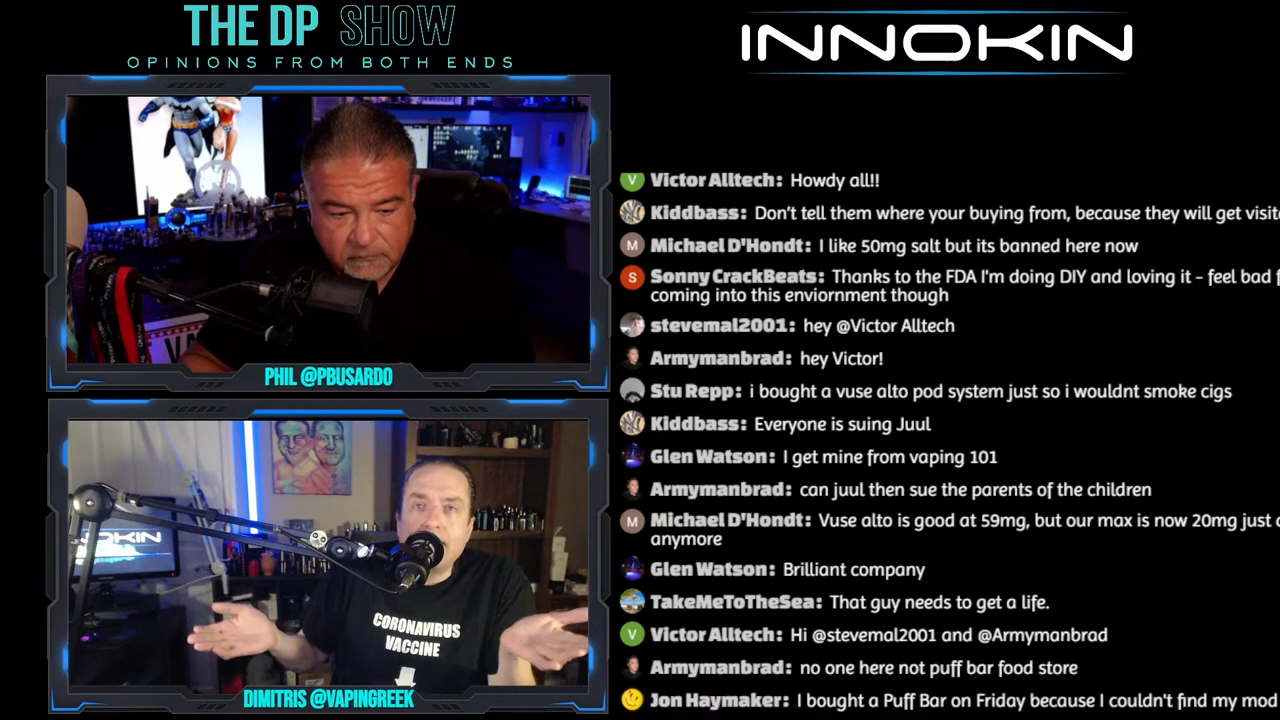 THE DP SHOW
OPINIONS FROM BOTH ENDS
INNOKIN
PHIL @PBUSARDO
OKIN
CORONAVIRUS
VACCINE
DIMITRIS @VAPINGREEK
V Victor Alltech: Howdy all!!
Kiddbass: Don't tell them where your buying from, because they will get visit
M Michael D'Hondt: I like 50mg salt but its banned here now
S Sonny CrackBeats: Thanks to the FDA I'm doing DIY and loving it - feel bad f
coming into this enviornment though
stevemal2001: hey @Victor Alltech
Armymanbrad: hey Victor!
Stu Repp: i bought a vuse alto pod system just so i wouldnt smoke cigs
Kiddbass: Everyone is suing Juul
Glen Watson: I get mine from vaping 101
Armymanbrad: can juul then sue the parents of the children
M Michael D'Hondt: Vuse alto is good at 59mg, but our max is now 20mg just
anymore
Glen Watson: Brilliant company
TakeMeToTheSea: That guy needs to get a life.
V Victor Alltech: Hi @stevemal2001 and @Armymanbrad
Armymanbrad: no one here not puff bar food store
Jon Haymaker: I bought a Puff Bar on Friday because I couldn't find my mod